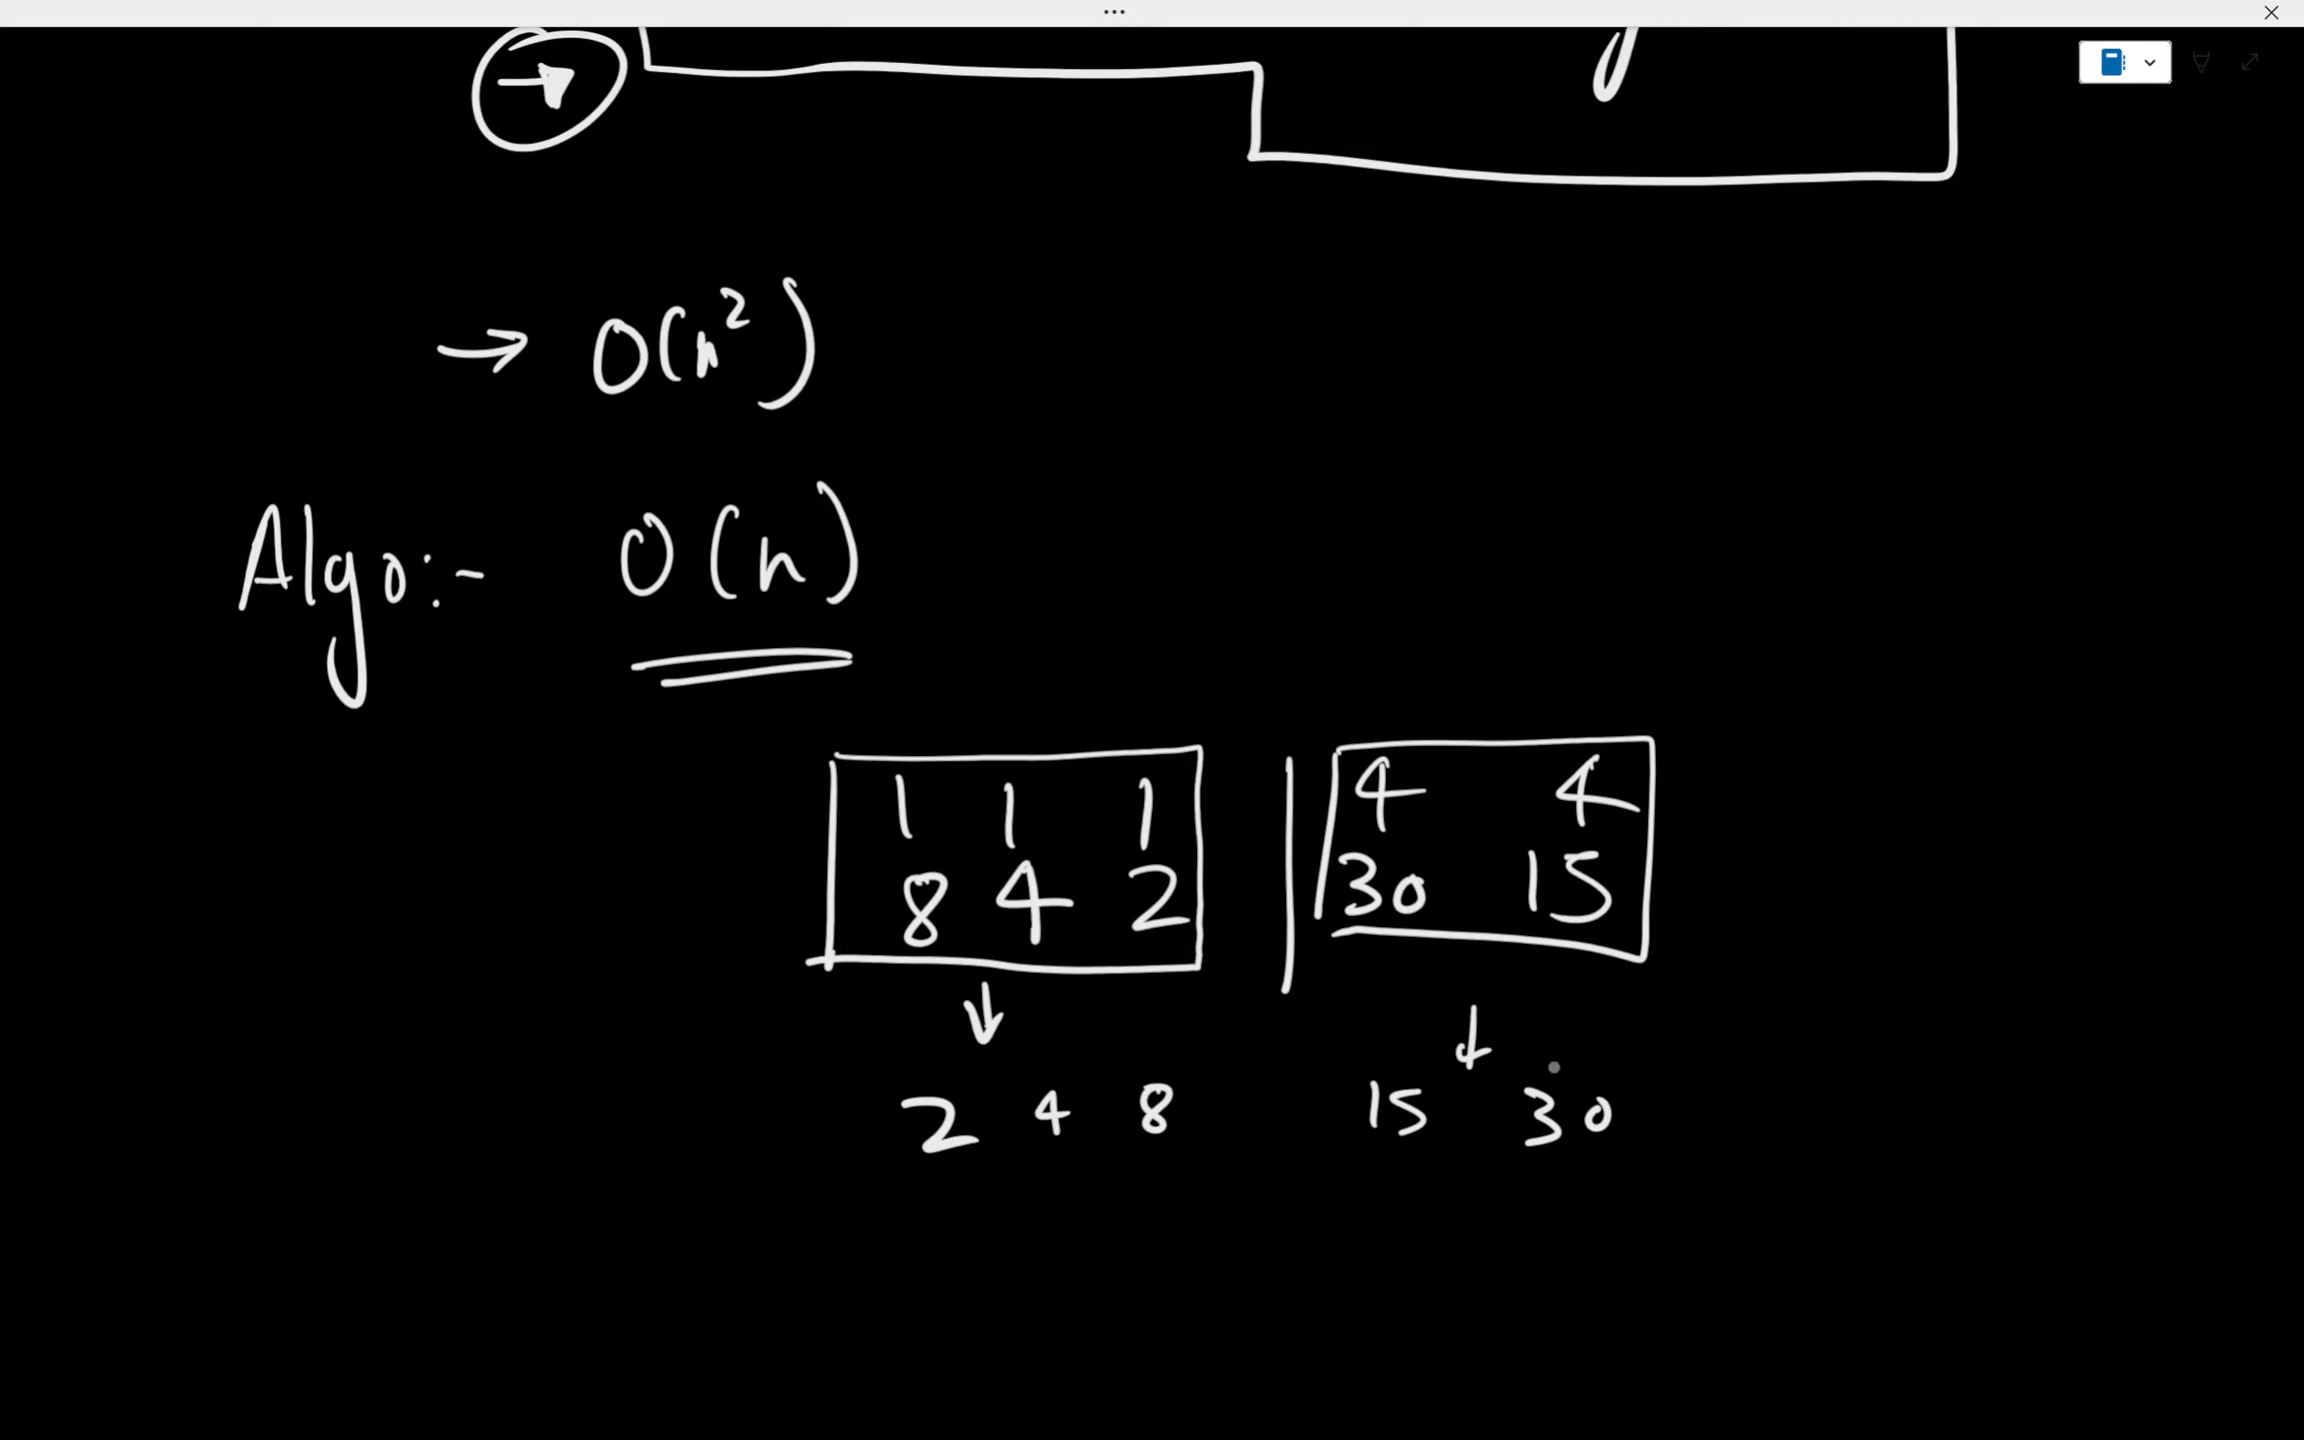 → O(n²)
Algo:- O(n)
1 1 1 | 4 4
8 4 2 | 30 15
↓ ↓
2 4 8 15 30